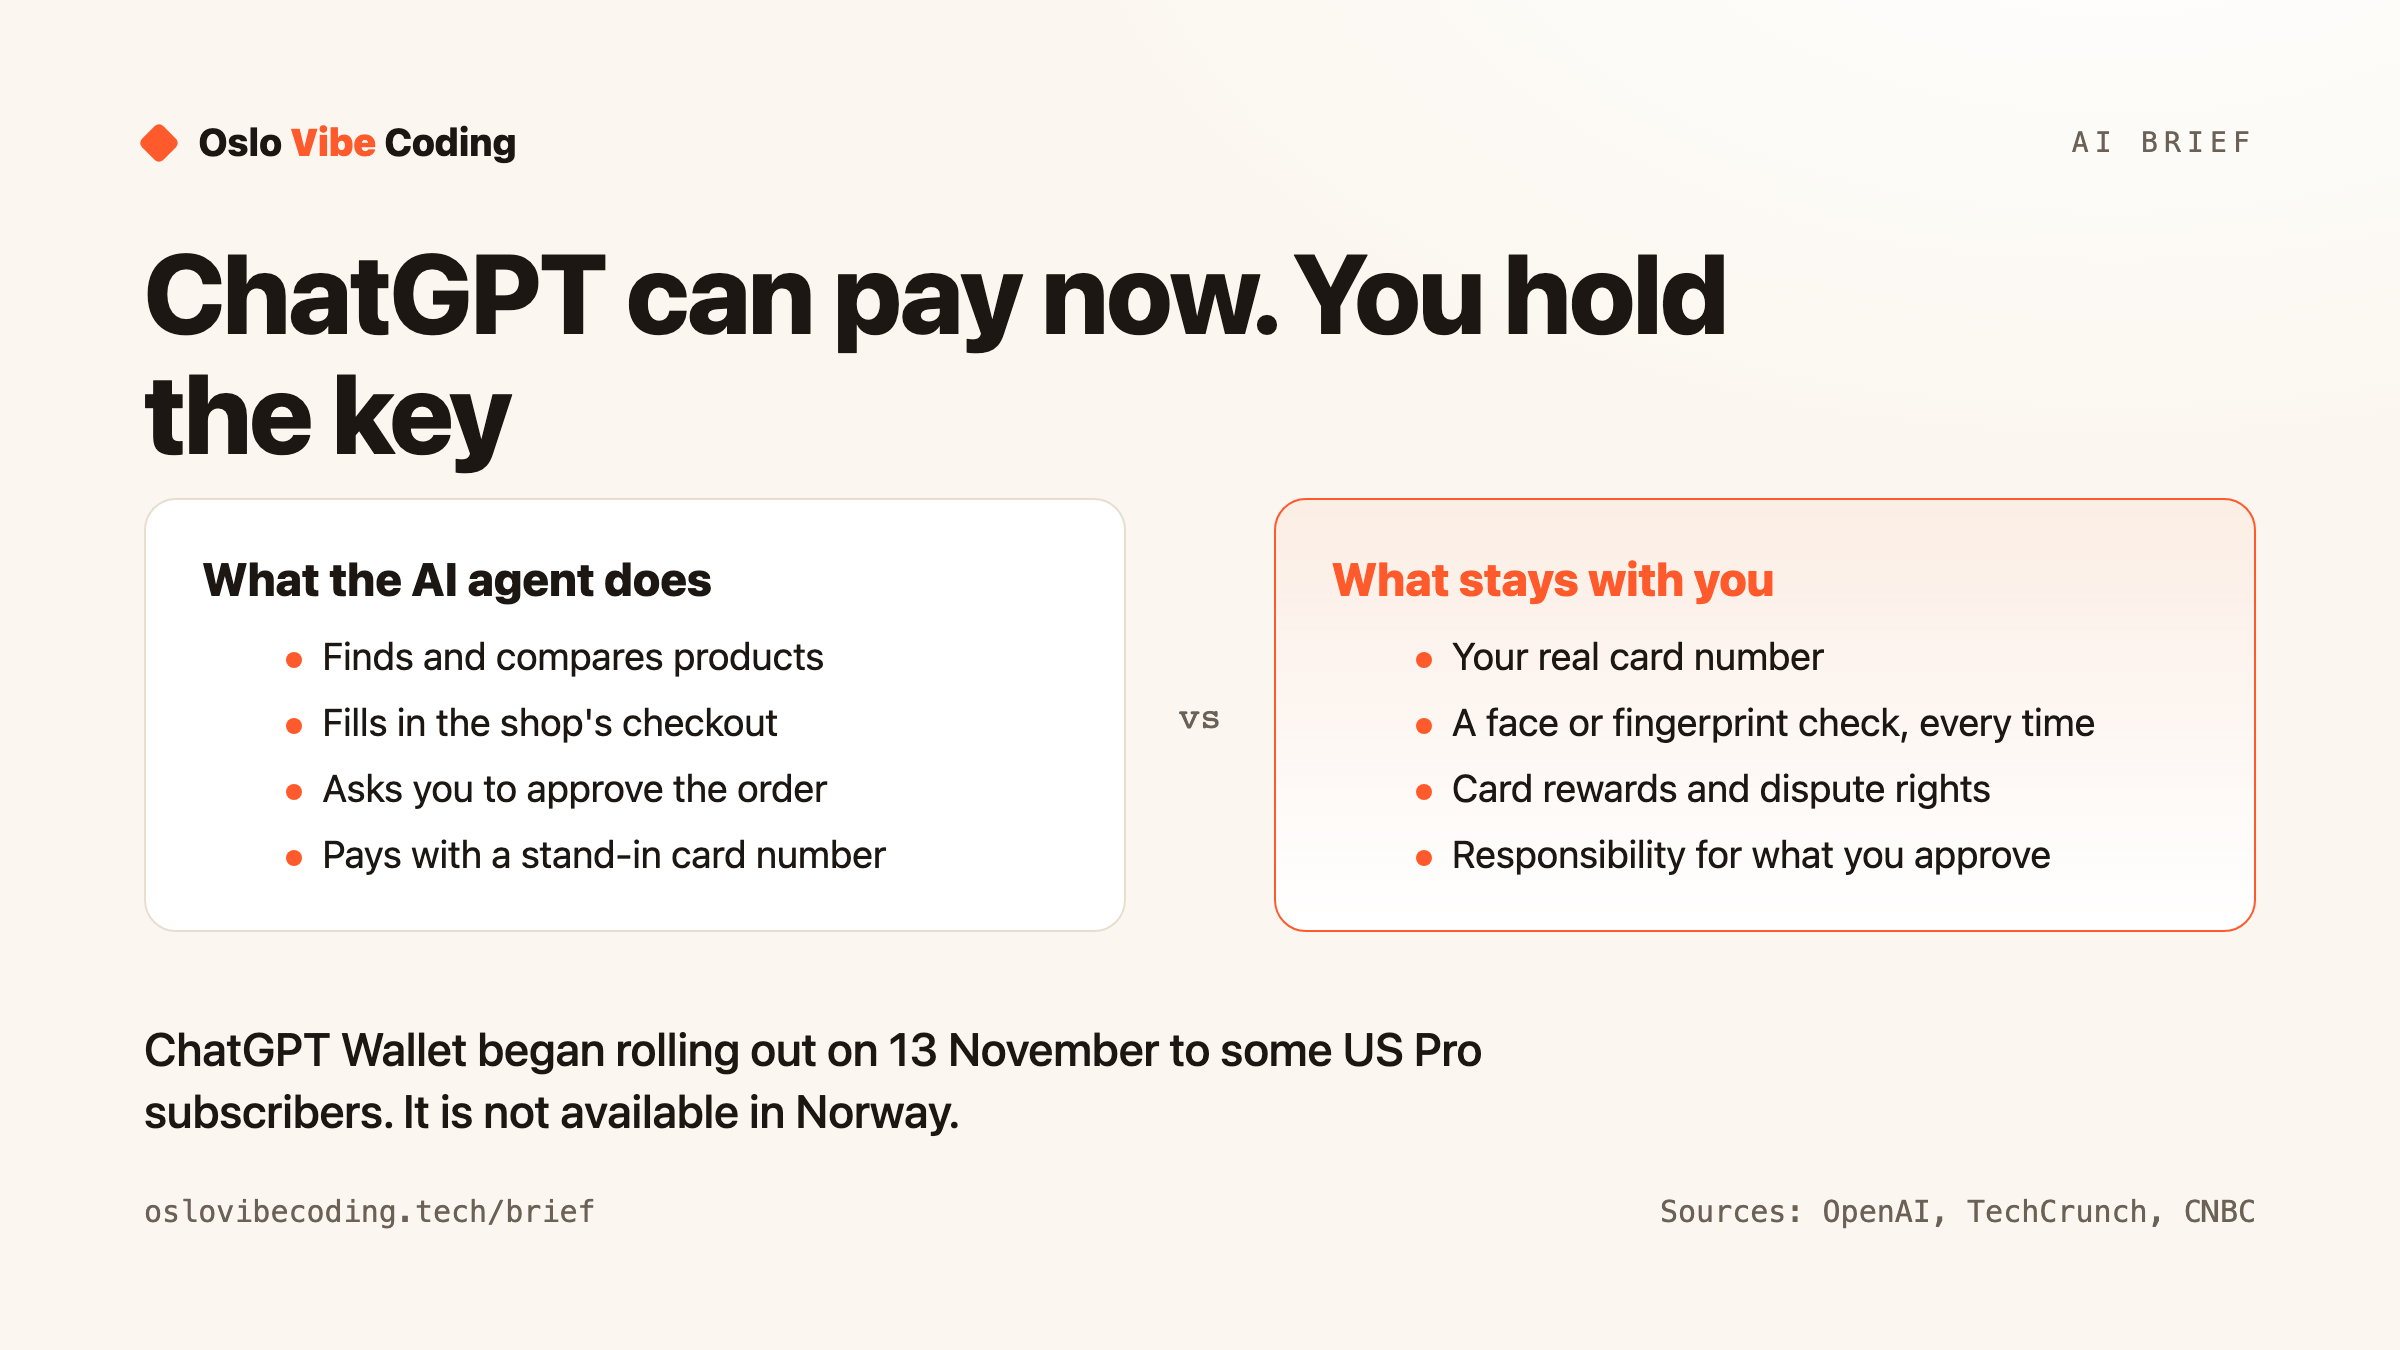 Oslo Vibe Coding
AI BRIEF
ChatGPT can pay now. You hold
the key
What the AI agent does
Finds and compares products
Fills in the shop's checkout
Asks you to approve the order
Pays with a stand-in card number
vs
What stays with you
Your real card number
A face or fingerprint check, every time
Card rewards and dispute rights
Responsibility for what you approve
ChatGPT Wallet began rolling out on 13 November to some US Pro
subscribers. It is not available in Norway.
oslovibecoding.tech/brief
Sources: OpenAI, TechCrunch, CNBC